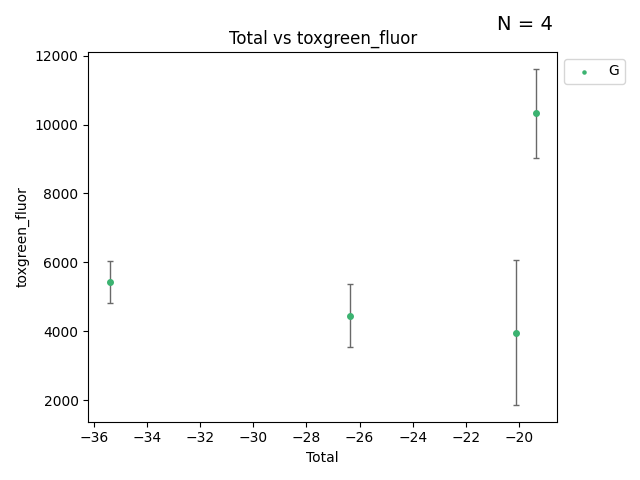 N = 4
Total vs toxgreen_fluor
G
12000
10000
8000
6000
4000
2000
toxgreen_fluor
−36 −34 −32 −30 −28 −26 −24 −22 −20
Total